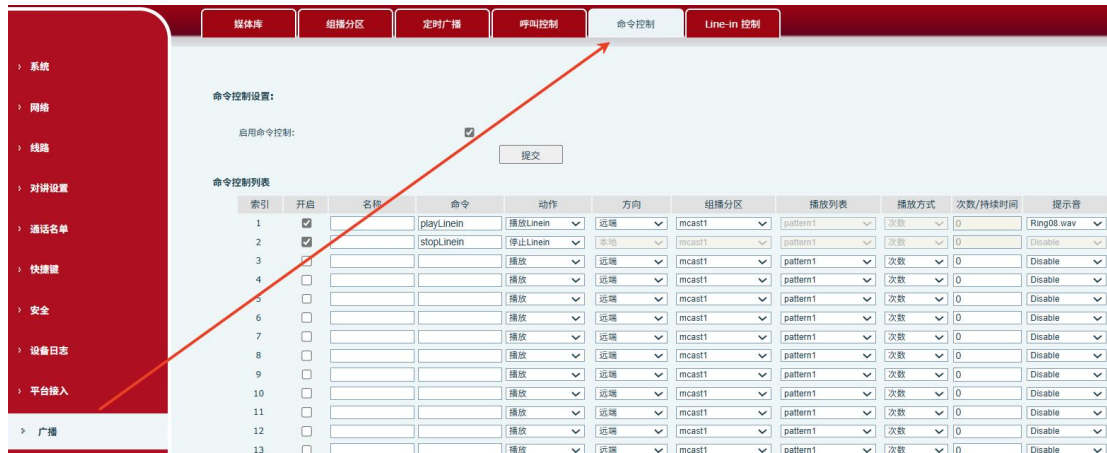 媒体库 组播分区 定时广播 呼叫控制 命令控制 Line-in 控制
› 系统
› 网络
› 线路
› 对讲设置
› 通话名单
› 快捷键
› 安全
› 设备日志
› 平台接入
› 广播
命令控制设置:
启用命令控制:
提交
命令控制列表
索引 开启 名称 命令 动作 方向 组播分区 播放列表 播放方式 次数/持续时间 提示音
1 playLinein 播放Linein 远端 mcast1 pattern1 次数 0 Ring08.wav
2 stopLinein 停止Linein 本地 mcast1 pattern1 次数 0 Disable
3 播放 远端 mcast1 pattern1 次数 0 Disable
4 播放 远端 mcast1 pattern1 次数 0 Disable
5 播放 远端 mcast1 pattern1 次数 0 Disable
6 播放 远端 mcast1 pattern1 次数 0 Disable
7 播放 远端 mcast1 pattern1 次数 0 Disable
8 播放 远端 mcast1 pattern1 次数 0 Disable
9 播放 远端 mcast1 pattern1 次数 0 Disable
10 播放 远端 mcast1 pattern1 次数 0 Disable
11 播放 远端 mcast1 pattern1 次数 0 Disable
12 播放 远端 mcast1 pattern1 次数 0 Disable
13 播放 远端 mcast1 pattern1 次数 0 Disable